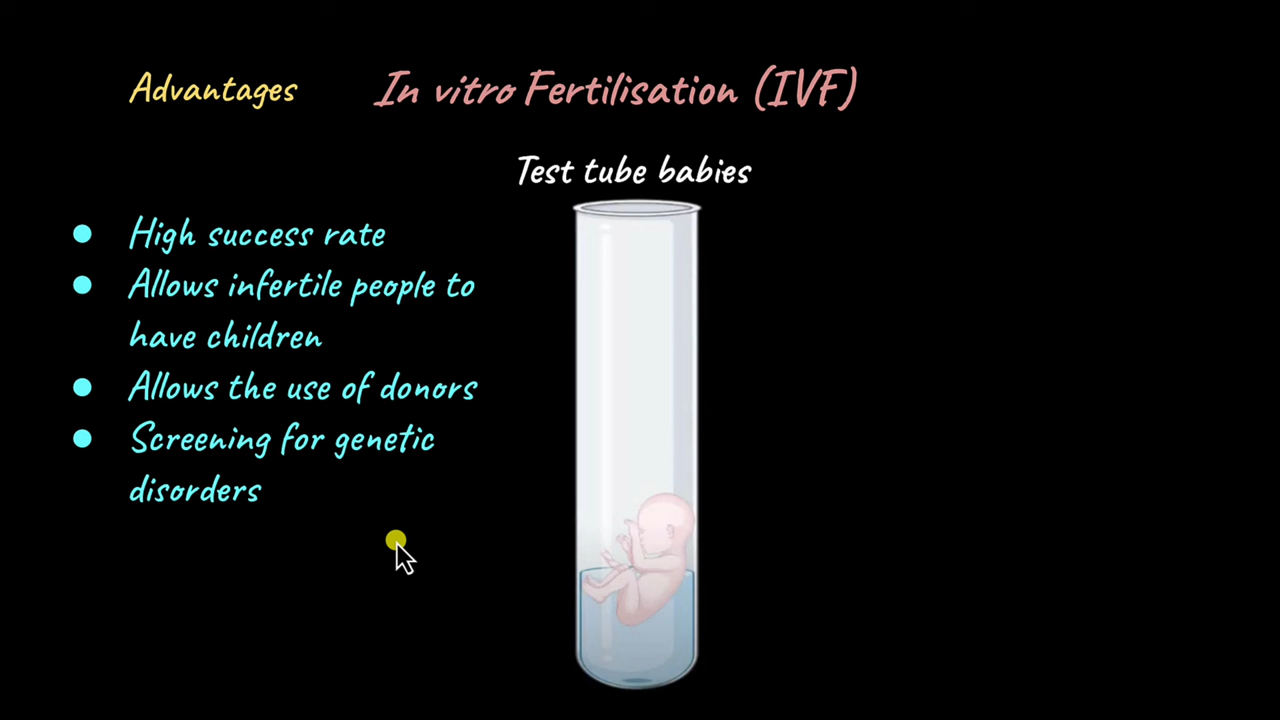 Advantages
In vitro Fertilisation (IVF)
Test tube babies
● High success rate
● Allows infertile people to
have children
● Allows the use of donors
● Screening for genetic
disorders